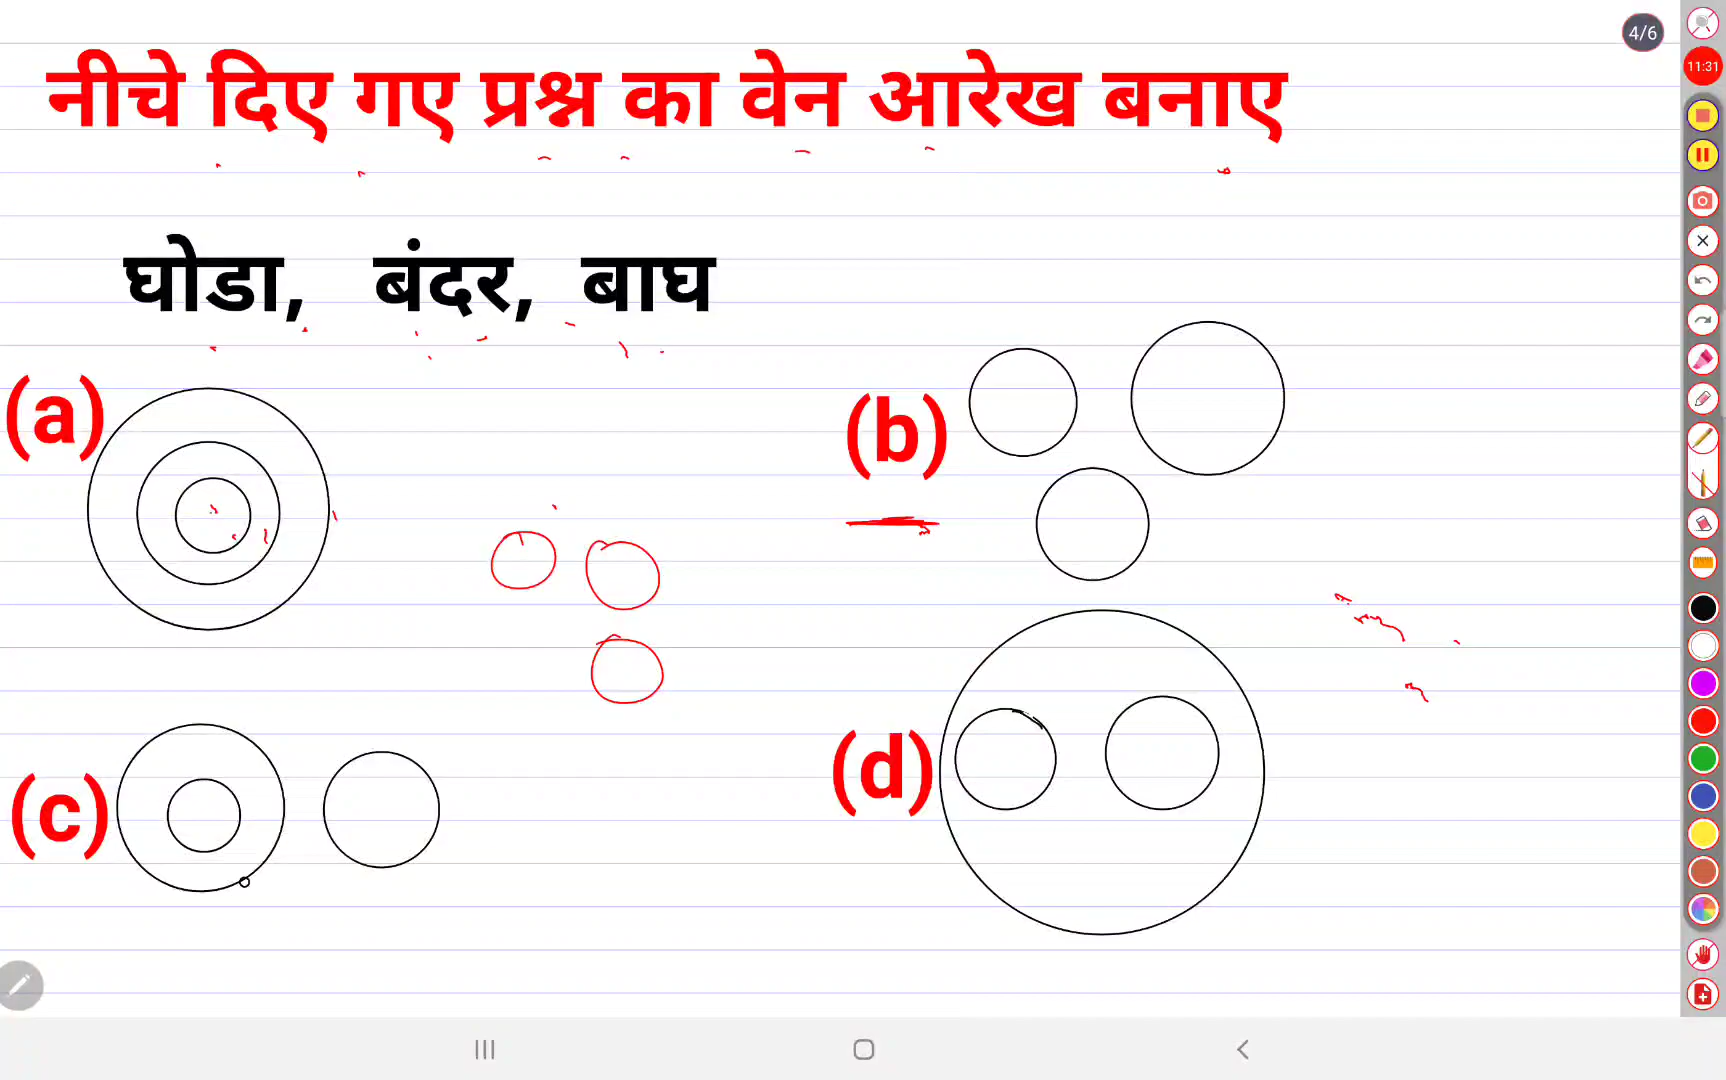 4/6
11:31
नीचे दिए गए प्रश्न का वेन आरेख बनाए
घोडा, बंदर, बाघ
(a)
(b)
(c)
(d)